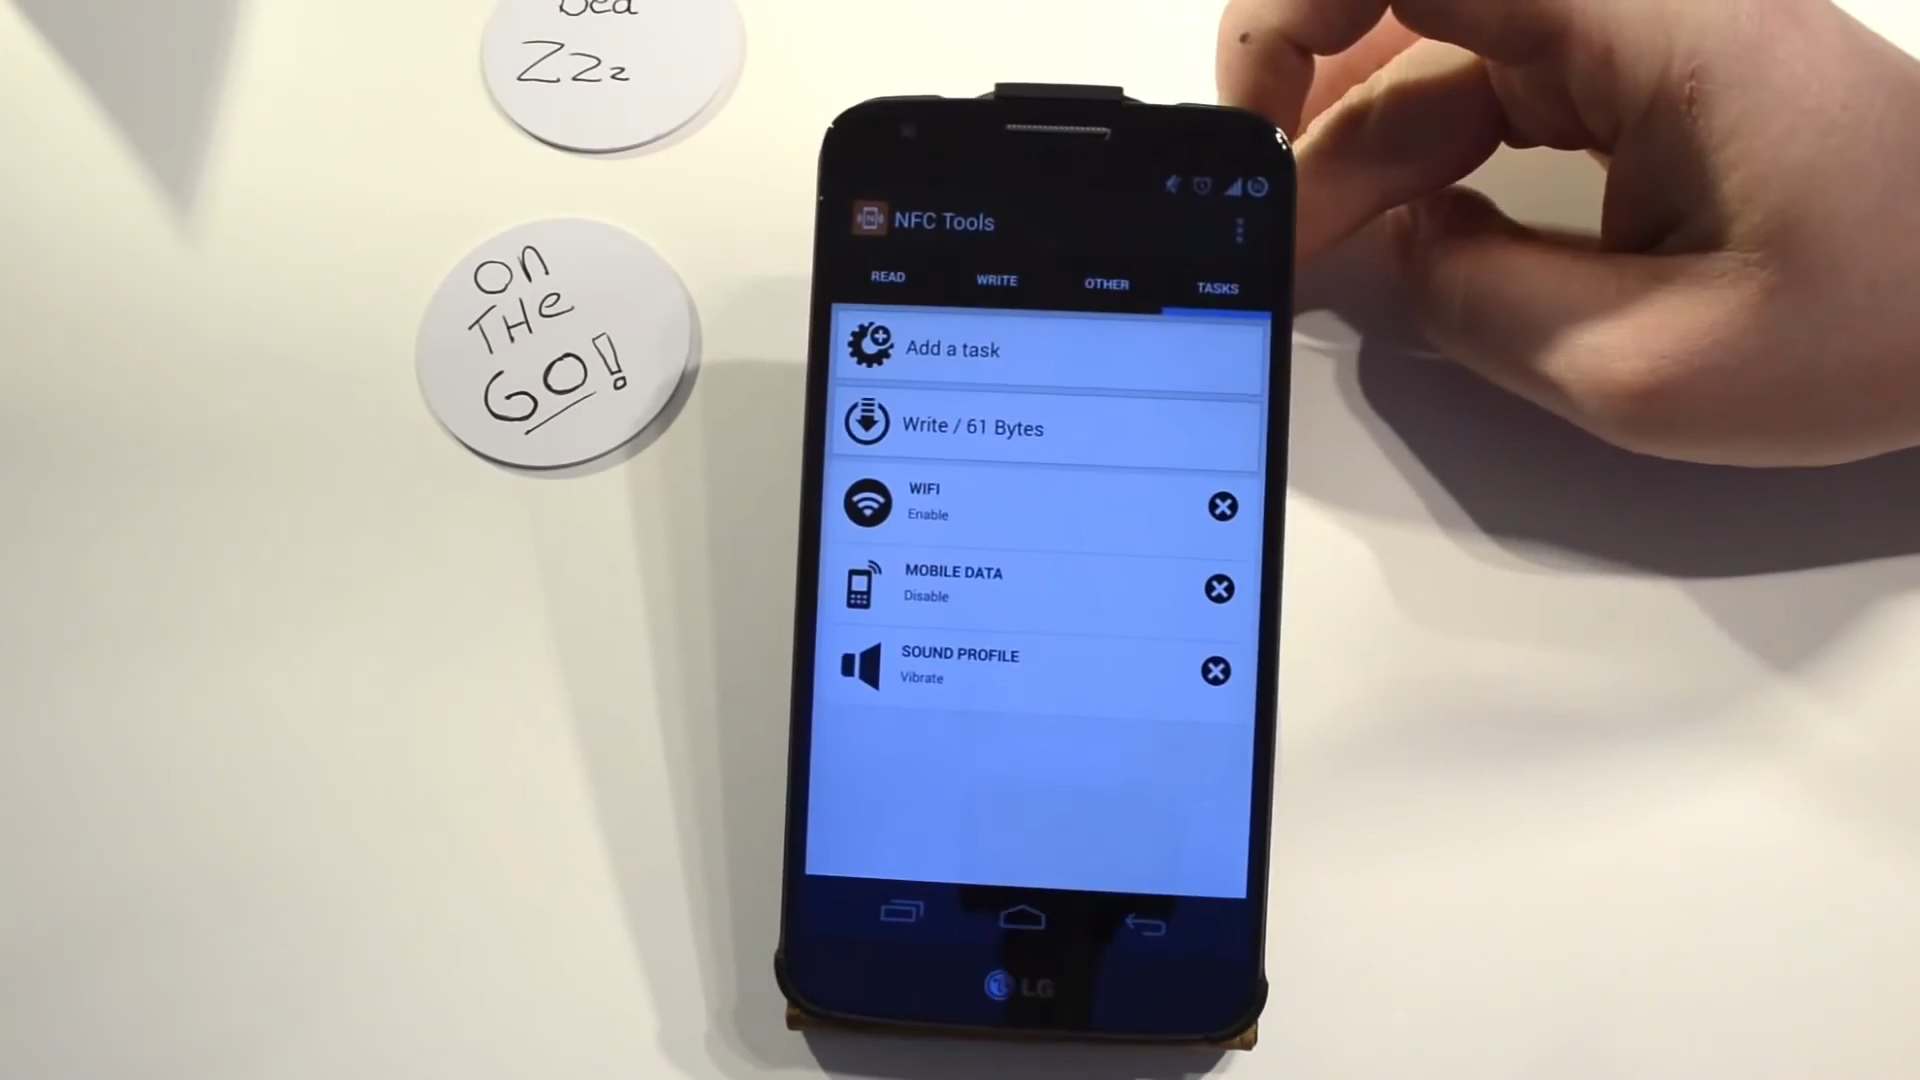 Bed
Zzz
On
THe
GO!
NFC Tools
READ WRITE OTHER TASKS
Add a task
Write / 61 Bytes
WIFI
Enable
MOBILE DATA
Disable
SOUND PROFILE
Vibrate
LG